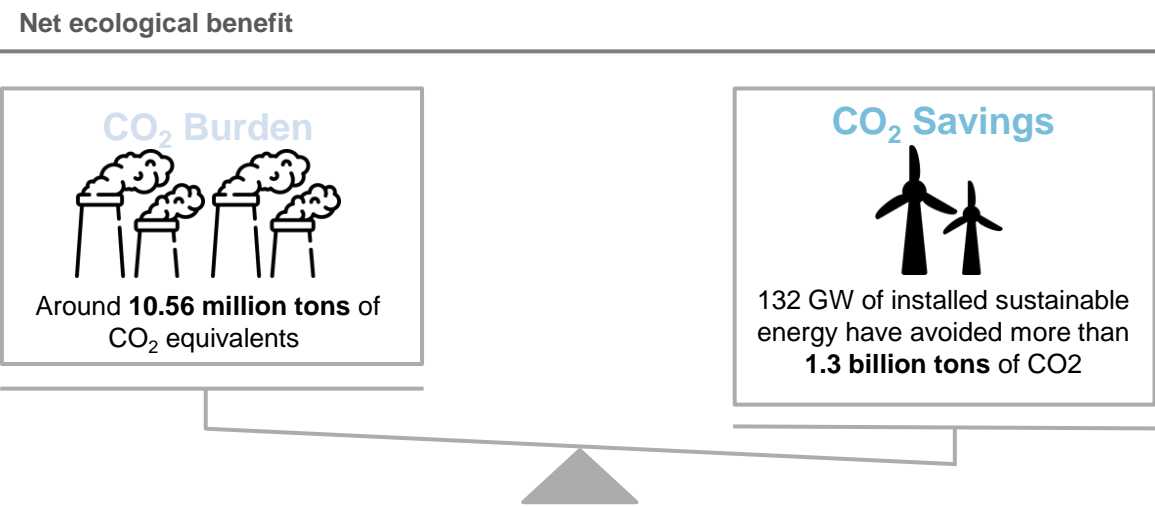 Net ecological benefit
CO₂ Burden
Around 10.56 million tons of
CO₂ equivalents
CO₂ Savings
132 GW of installed sustainable
energy have avoided more than
1.3 billion tons of CO2